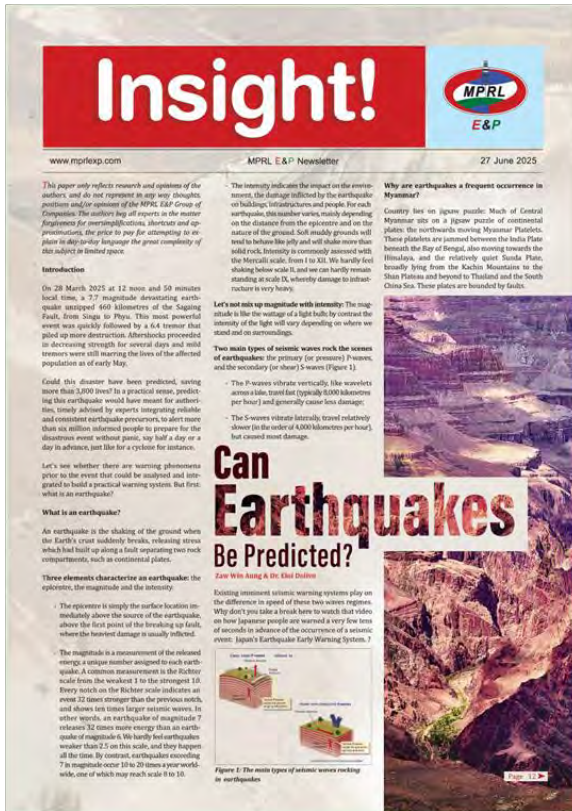 Insight!
MPRL
E&P
www.mprlexp.com
MPRL E&P Newsletter
27 June 2025
This paper only reflects research and opinions of the
authors, and do not represent in any way thoughts,
positions and/or opinions of the MPRL E&P Group of
Companies. The authors beg all experts in the matter
forgiveness for oversimplifications, shortcuts and ap-
proximations, the price to pay for attempting to ex-
plain in day-to-day language the great complexity of
this subject in limited space.
Introduction
On 28 March 2025 at 12 noon and 50 minutes
local time, a 7.7 magnitude devastating earth-
quake unzipped 460 kilometres of the Sagaing
Fault, from Singu to Phyu. This most powerful
event was quickly followed by a 6.4 tremor that
piled up more destruction. Aftershocks proceeded
in decreasing strength for several days and mild
tremors were still marring the lives of the affected
population as of early May.
Could this disaster have been predicted, saving
more than 3,800 lives? In a practical sense, predict-
ing this earthquake would have meant for authori-
ties, timely advised by experts integrating reliable
and consistent earthquake precursors, to alert more
than six million informed people to prepare for the
disastrous event without panic, say half a day or a
day in advance, just like for a cyclone for instance.
Let's see whether there are warning phenomena
prior to the event that could be analysed and inte-
grated to build a practical warning system. But first:
what is an earthquake?
What is an earthquake?
An earthquake is the shaking of the ground when
the Earth's crust suddenly breaks, releasing stress
which had built up along a fault separating two rock
compartments, such as continental plates.
Three elements characterize an earthquake: the
epicentre, the magnitude and the intensity.
- The epicentre is simply the surface location im-
mediately above the source of the earthquake,
above the first point of the breaking up fault,
where the heaviest damage is usually inflicted.
- The magnitude is a measurement of the released
energy, a unique number assigned to each earth-
quake. A common measurement is the Richter
scale from the weakest 1 to the strongest 10.
Every notch on the Richter scale indicates an
event 32 times stronger than the previous notch,
and shows ten times larger seismic waves. In
other words, an earthquake of magnitude 7
releases 32 times more energy than an earth-
quake of magnitude 6. We hardly feel earthquakes
weaker than 2.5 on this scale, and they happen
all the time. By contrast, earthquakes exceeding
7 in magnitude occur 10 to 20 times a year world-
wide, one of which may reach scale 8 to 10.
- The intensity indicates the impact on the environ-
ment, the damage inflicted by the earthquake
on buildings, infrastructures and people. For each
earthquake, this number varies, mainly depending
on the distance from the epicentre and on the
nature of the ground. Soft muddy grounds will
tend to behave like jelly and will shake more than
solid rock. Intensity is commonly assessed with
the Mercalli scale, from I to XII. We hardly feel
shaking below scale II, and we can hardly remain
standing at scale IX, whereby damage to infrast-
ructure is very heavy.
Let's not mix up magnitude with intensity: The mag-
nitude is like the wattage of a light bulb; by contrast the
intensity of the light will vary depending on where we
stand and on surroundings.
Two main types of seismic waves rock the scenes
of earthquakes: the primary (or pressure) P-waves,
and the secondary (or shear) S-waves (Figure 1).
- The P-waves vibrate vertically, like wavelets
across a lake, travel fast (typically 8,000 kilometres
per hour) and generally cause less damage;
- The S-waves vibrate laterally, travel relatively
slower (in the order of 4,000 kilometres per hour),
but caused most damage.
Can
Earthquakes
Be Predicted?
Zaw Win Aung & Dr. Eloi Dolivo
Existing imminent seismic warning systems play on
the difference in speed of these two waves regimes.
Why don't you take a break here to watch that video
on how Japanese people are warned a very few tens
of seconds in advance of the occurrence of a seismic
event: Japan's Earthquake Early Warning System. ?
Figure 1: The main types of seismic waves rocking
in earthquakes
Why are earthquakes a frequent occurrence in
Myanmar?
Country lies on jigsaw puzzle: Much of Central
Myanmar sits on a jigsaw puzzle of continental
plates: the northwards moving Myanmar Platelets.
These platelets are jammed between the India Plate
beneath the Bay of Bengal, also moving towards the
Himalaya, and the relatively quiet Sunda Plate,
broadly lying from the Kachin Mountains to the
Shan Plateau and beyond to Thailand and the South
China Sea. These plates are bounded by faults.
Page 12